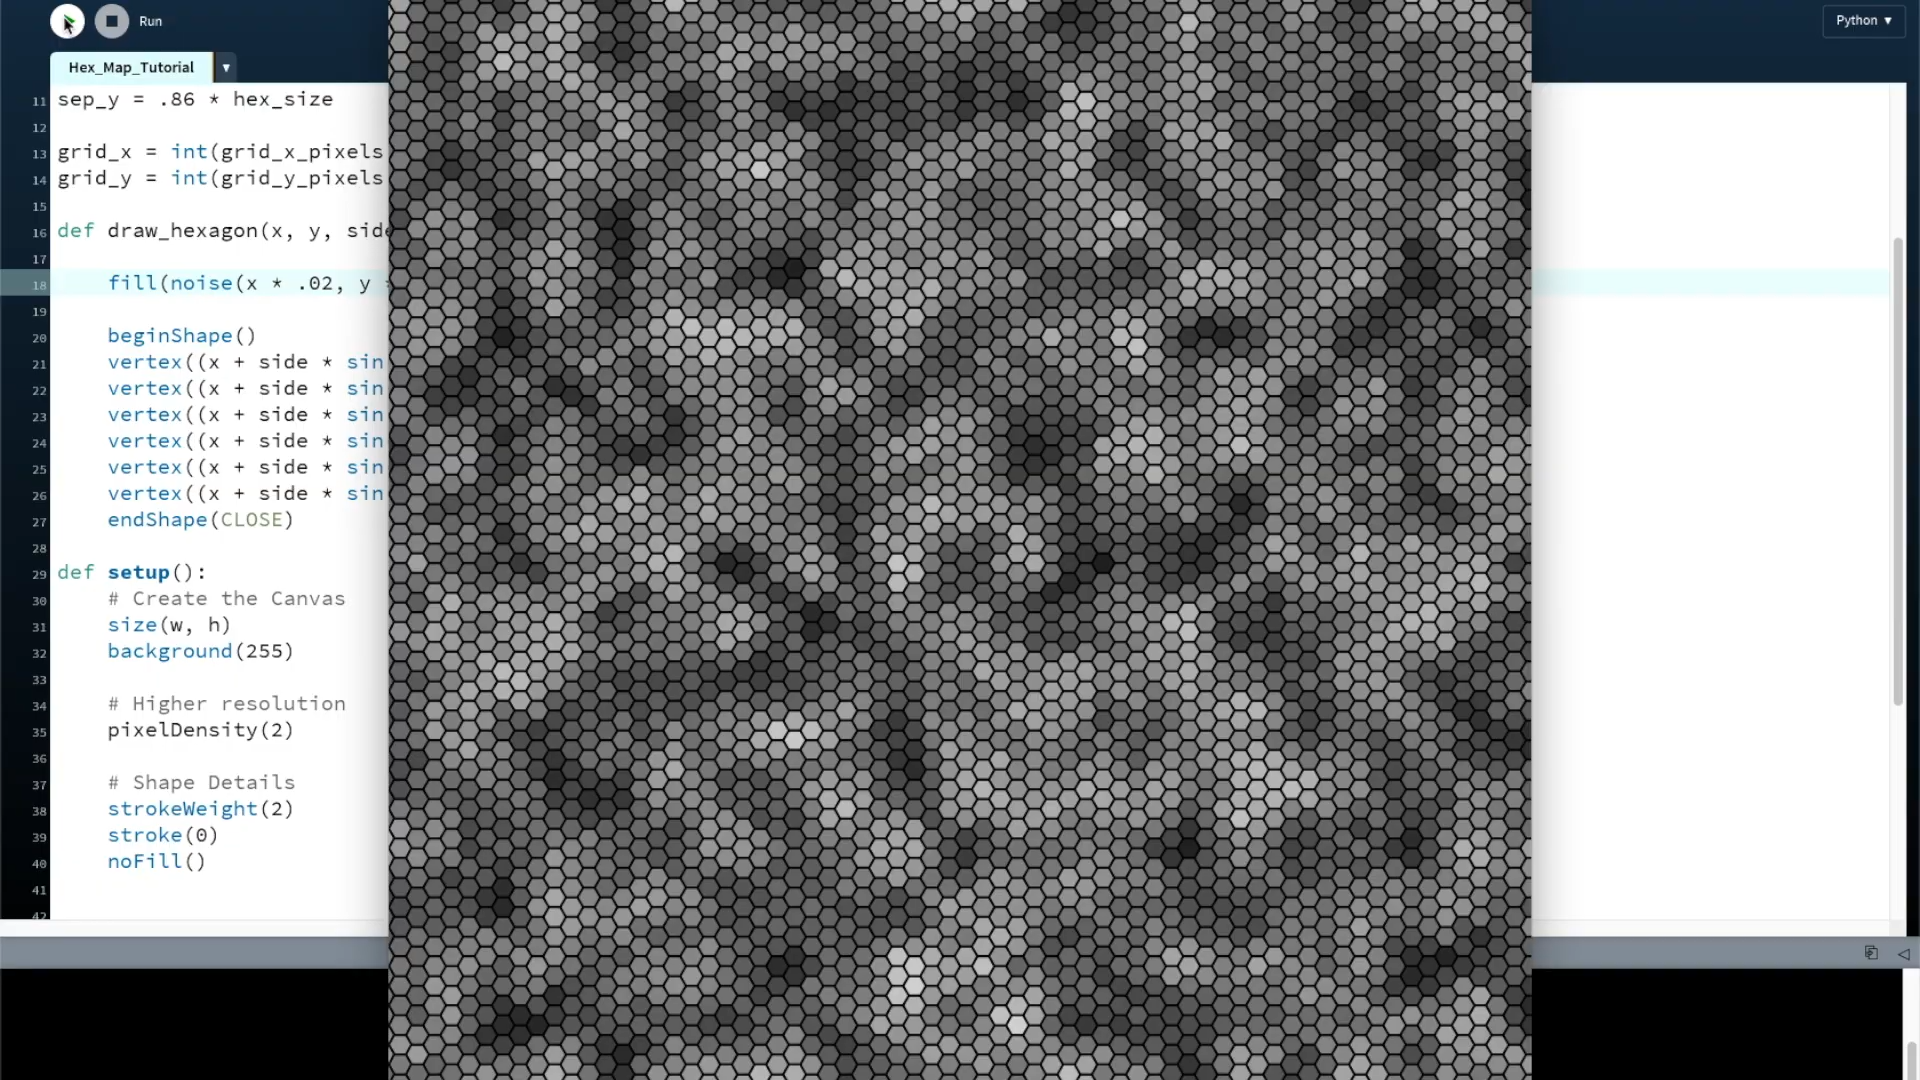 Run
Python ▼
Hex_Map_Tutorial ▼
11 sep_y = .86 * hex_size
12
13 grid_x = int(grid_x_pixels
14 grid_y = int(grid_y_pixels
15
16 def draw_hexagon(x, y, side
17
18 fill(noise(x * .02, y
19
20 beginShape()
21 vertex((x + side * sin
22 vertex((x + side * sin
23 vertex((x + side * sin
24 vertex((x + side * sin
25 vertex((x + side * sin
26 vertex((x + side * sin
27 endShape(CLOSE)
28
29 def setup():
30 # Create the Canvas
31 size(w, h)
32 background(255)
33
34 # Higher resolution
35 pixelDensity(2)
36
37 # Shape Details
38 strokeWeight(2)
39 stroke(0)
40 noFill()
41
42